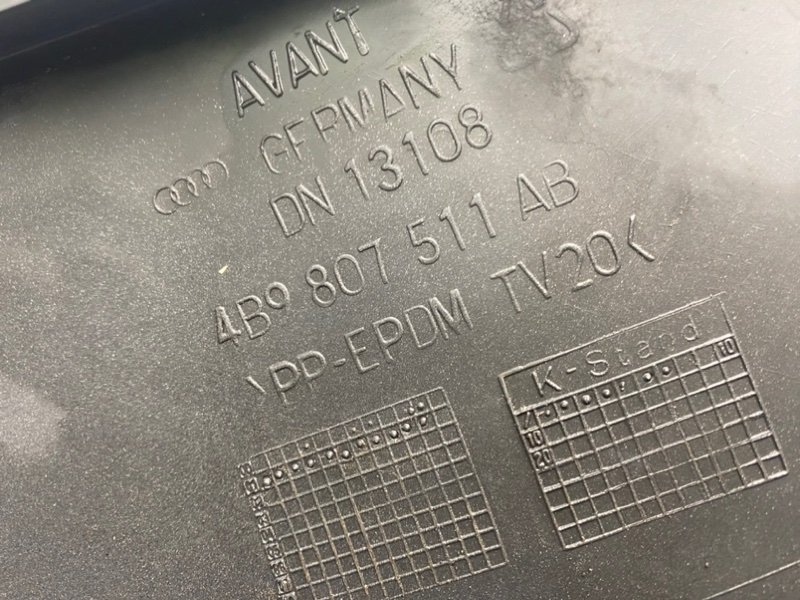 AVANT
GERMANY
DN 13108
4B9 807 511 AB
>PP-EPDM TV20<
K-Stand
10
10
20